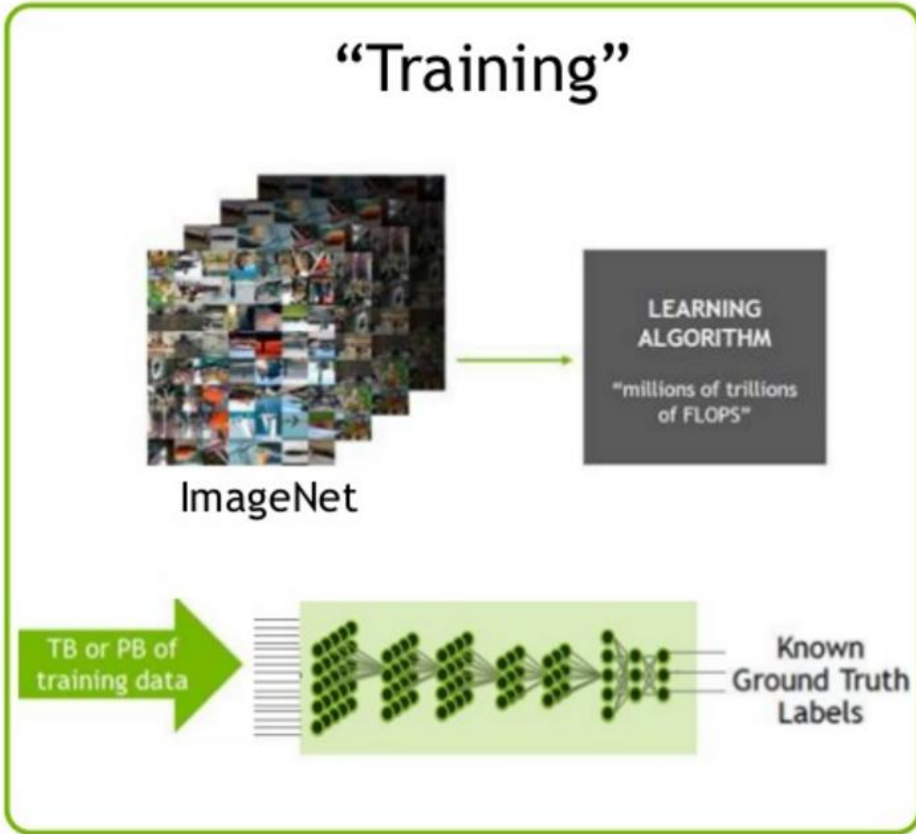 “Training”
LEARNING
ALGORITHM
“millions of trillions
of FLOPS”
ImageNet
TB or PB of
training data
Known
Ground Truth
Labels